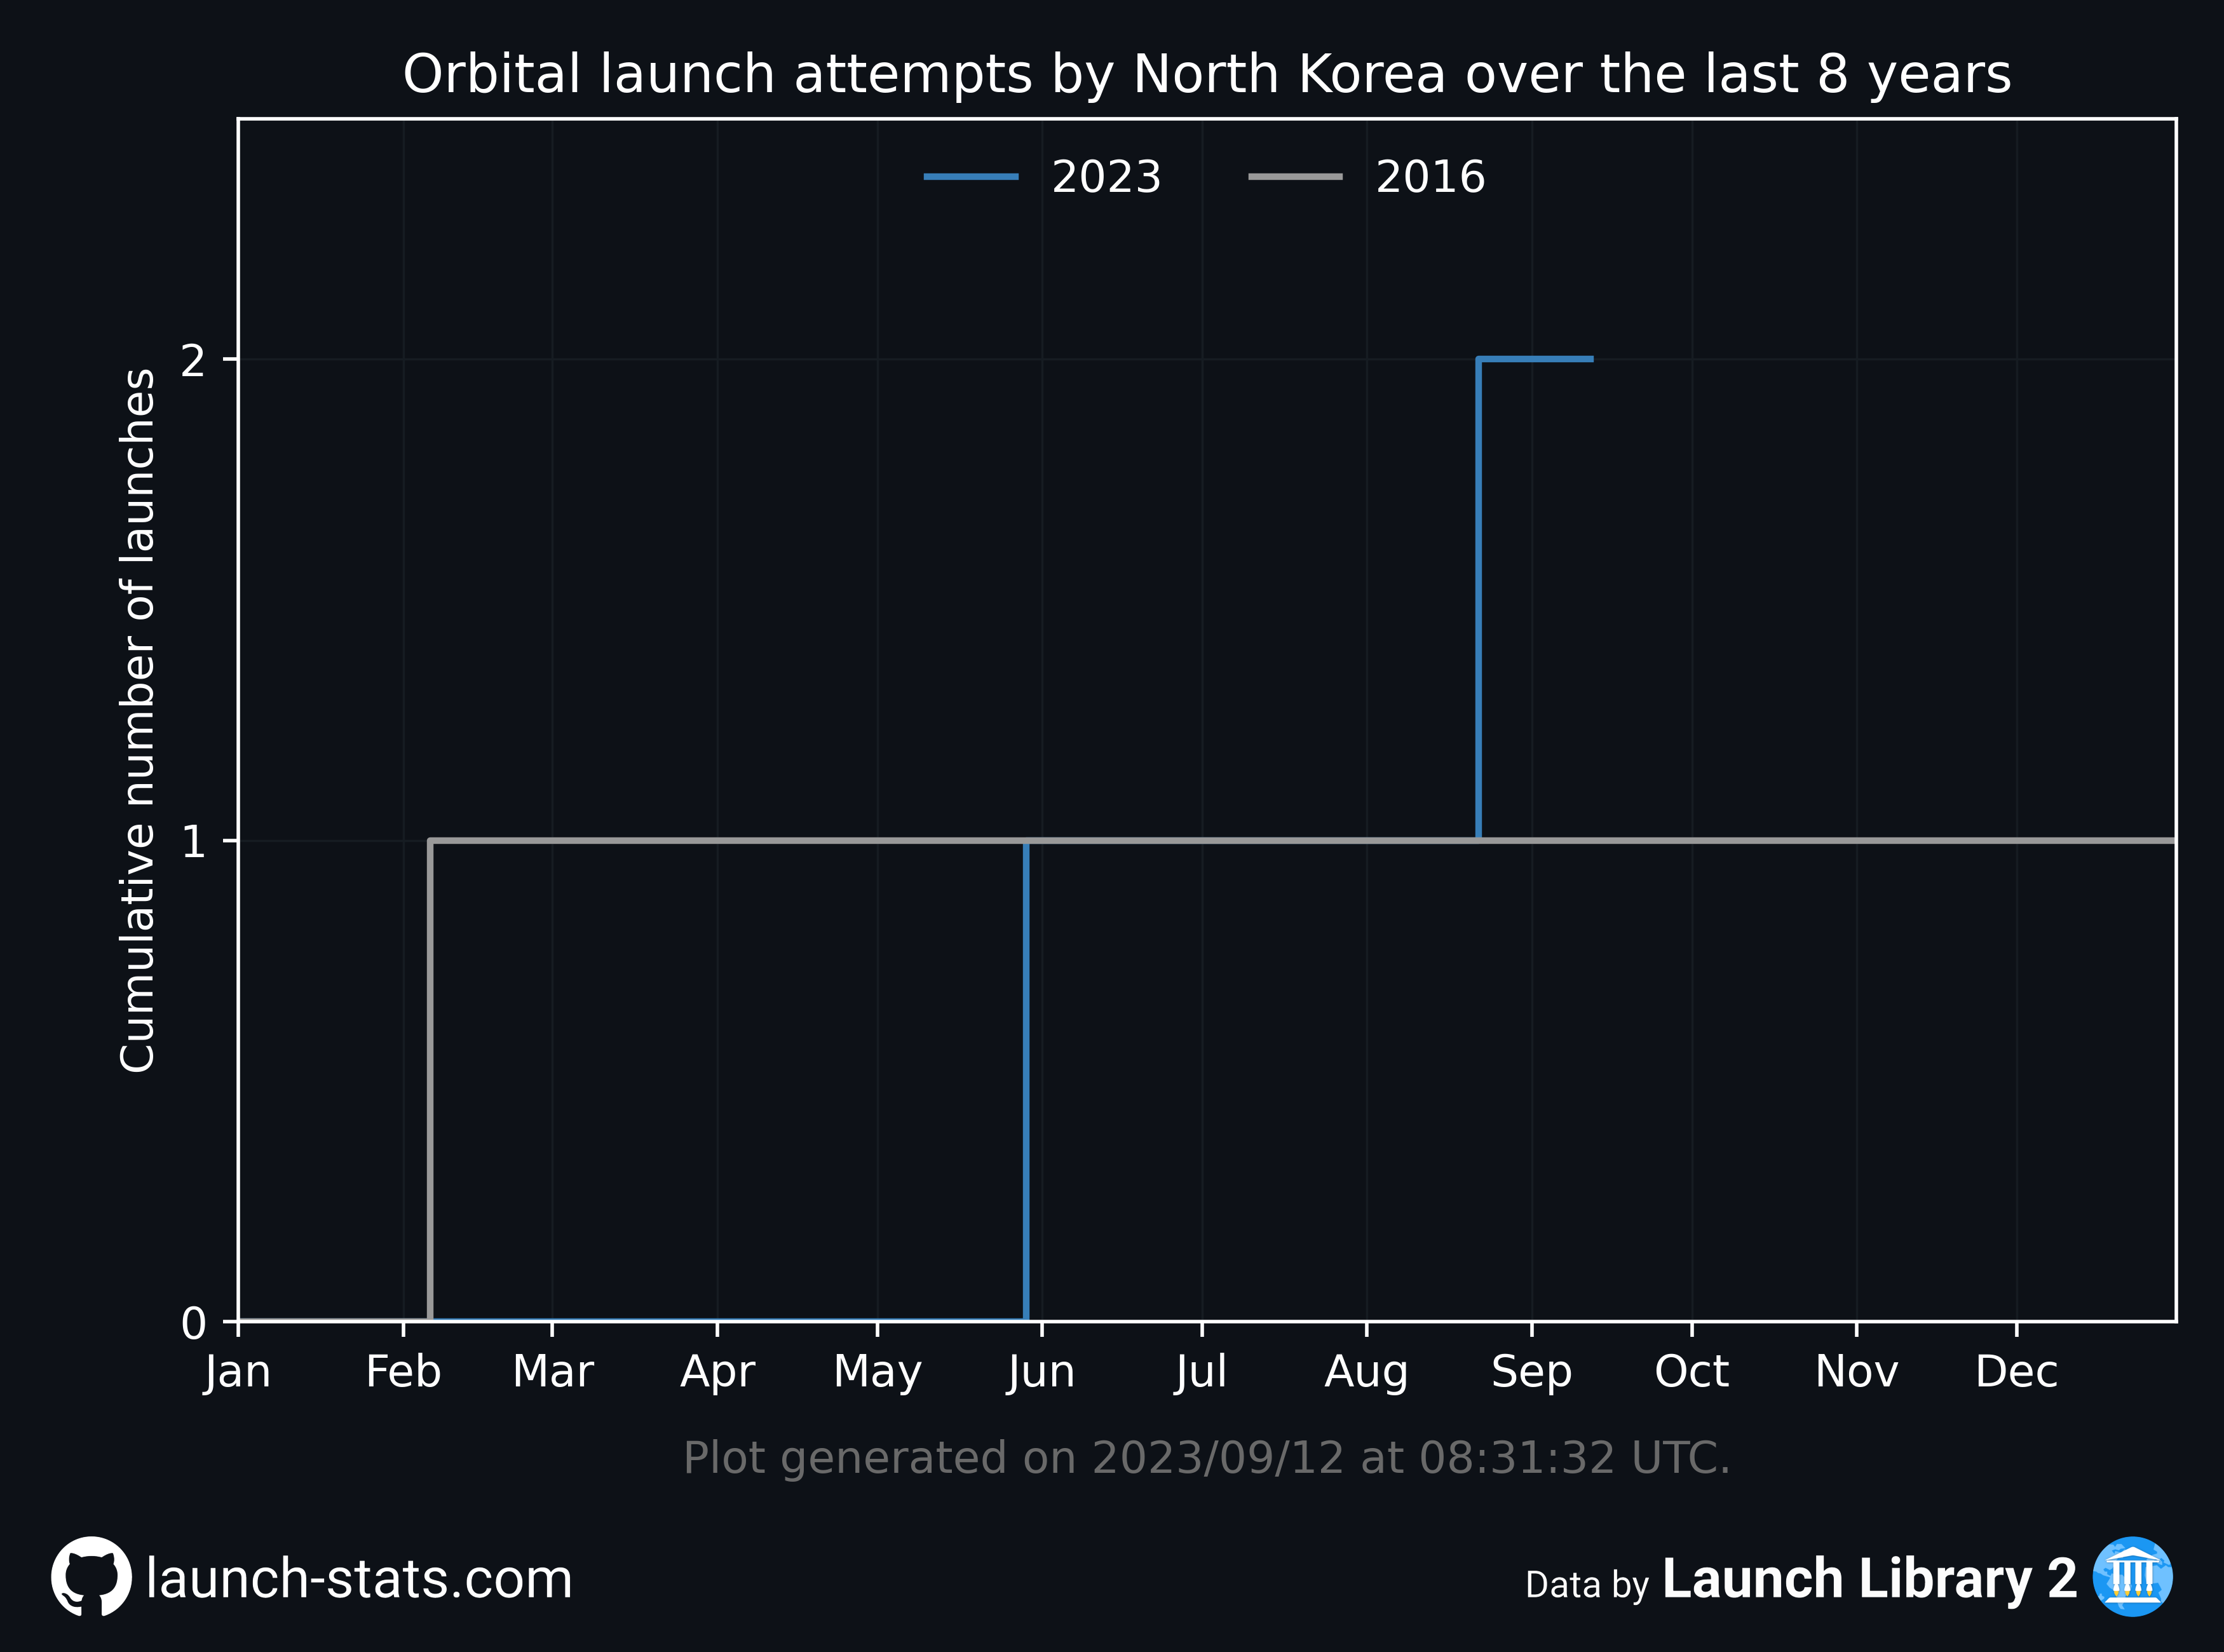 Orbital launch attempts by North Korea over the last 8 years
2023
2016
Cumulative number of launches
2
1
0
Jan Feb Mar Apr May Jun Jul Aug Sep Oct Nov Dec
Plot generated on 2023/09/12 at 08:31:32 UTC.
launch-stats.com
Data by Launch Library 2